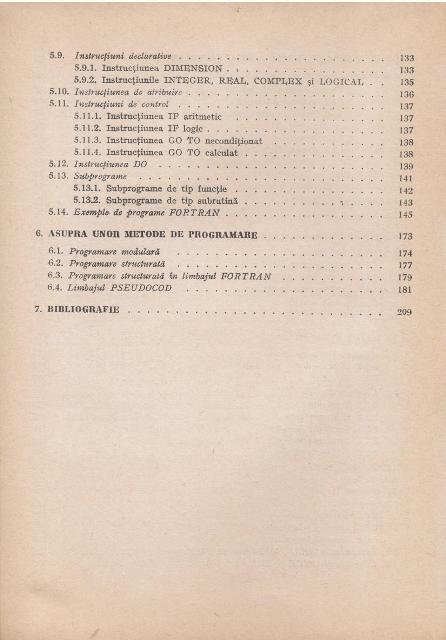 5.9. Instrucţiuni declarative . . . . . . . . . . . . . . . . . . . . 133
5.9.1. Instrucţiunea DIMENSION . . . . . . . . . . . . . . . 133
5.9.2. Instrucţiunile INTEGER, REAL, COMPLEX şi LOGICAL . . 135
5.10. Instrucţiunea de atribuire . . . . . . . . . . . . . . . . . . . 136
5.11. Instrucţiuni de control . . . . . . . . . . . . . . . . . . . . 137
5.11.1. Instrucţiunea IF aritmetic . . . . . . . . . . . . . . 137
5.11.2. Instrucţiunea IF logic . . . . . . . . . . . . . . . . 137
5.11.3. Instrucţiunea GO TO necondiţionat . . . . . . . . . . 138
5.11.4. Instrucţiunea GO TO calculat . . . . . . . . . . . . . 138
5.12. Instrucţiunea DO . . . . . . . . . . . . . . . . . . . . . . 139
5.13. Subprograme . . . . . . . . . . . . . . . . . . . . . . . . 141
5.13.1. Subprograme de tip funcţie . . . . . . . . . . . . . . 142
5.13.2. Subprograme de tip subrutină . . . . . . . . . . . . . 143
5.14. Exemple de programe FORTRAN . . . . . . . . . . . . . . . . 145
6. ASUPRA UNOR METODE DE PROGRAMARE . . . . . . . . . . . . . 173
6.1. Programare modulară . . . . . . . . . . . . . . . . . . . . . 174
6.2. Programare structurată . . . . . . . . . . . . . . . . . . . . 177
6.3. Programare structurată în limbajul FORTRAN . . . . . . . . . . 179
6.4. Limbajul PSEUDOCOD . . . . . . . . . . . . . . . . . . . . 181
7. BIBLIOGRAFIE . . . . . . . . . . . . . . . . . . . . . . . . 209